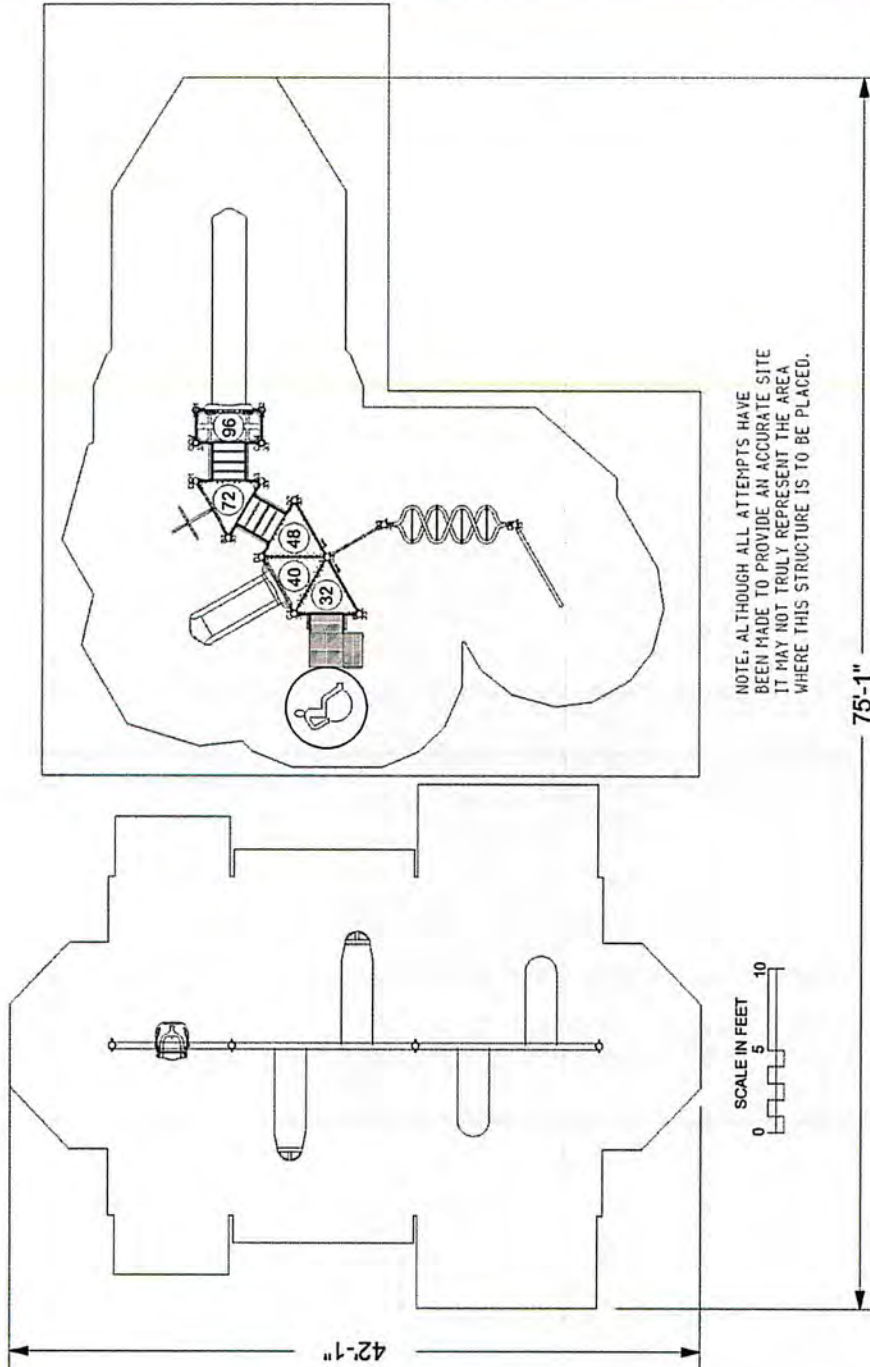 96
72
48
40
32
NOTE: ALTHOUGH ALL ATTEMPTS HAVE
BEEN MADE TO PROVIDE AN ACCURATE SITE
IT MAY NOT TRULY REPRESENT THE AREA
WHERE THIS STRUCTURE IS TO BE PLACED.
SCALE IN FEET
0 5 10
42'-1"
75'-1"